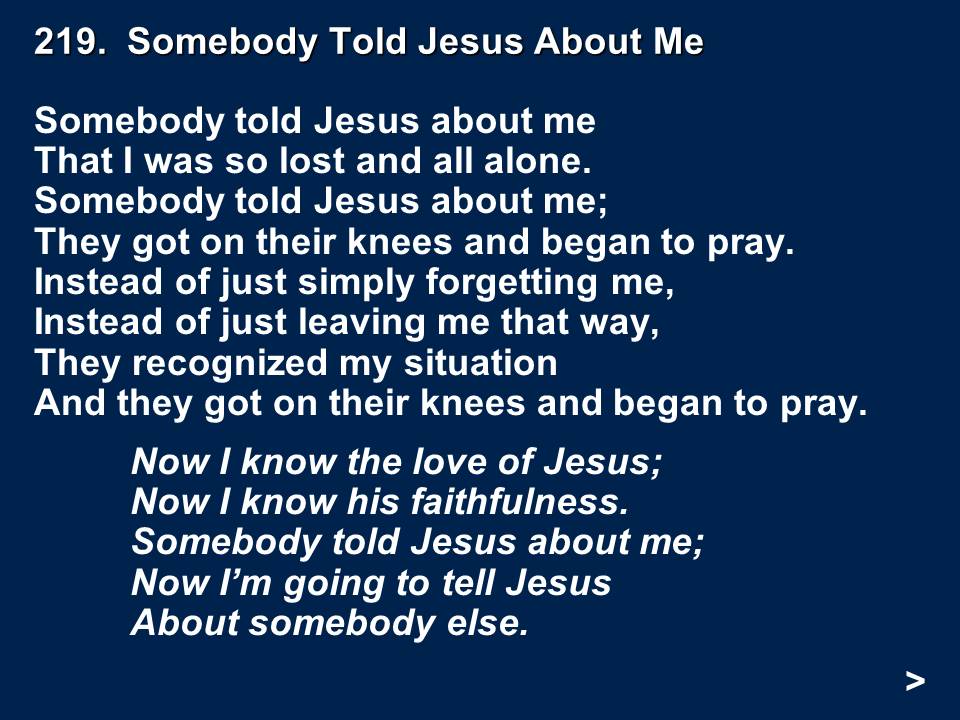 219.  Somebody Told Jesus About Me
Somebody told Jesus about me
That I was so lost and all alone.
Somebody told Jesus about me;
They got on their knees and began to pray.
Instead of just simply forgetting me,
Instead of just leaving me that way,
They recognized my situation
And they got on their knees and began to pray.
Now I know the love of Jesus;
Now I know his faithfulness.
Somebody told Jesus about me;
Now I’m going to tell Jesus
About somebody else.
>